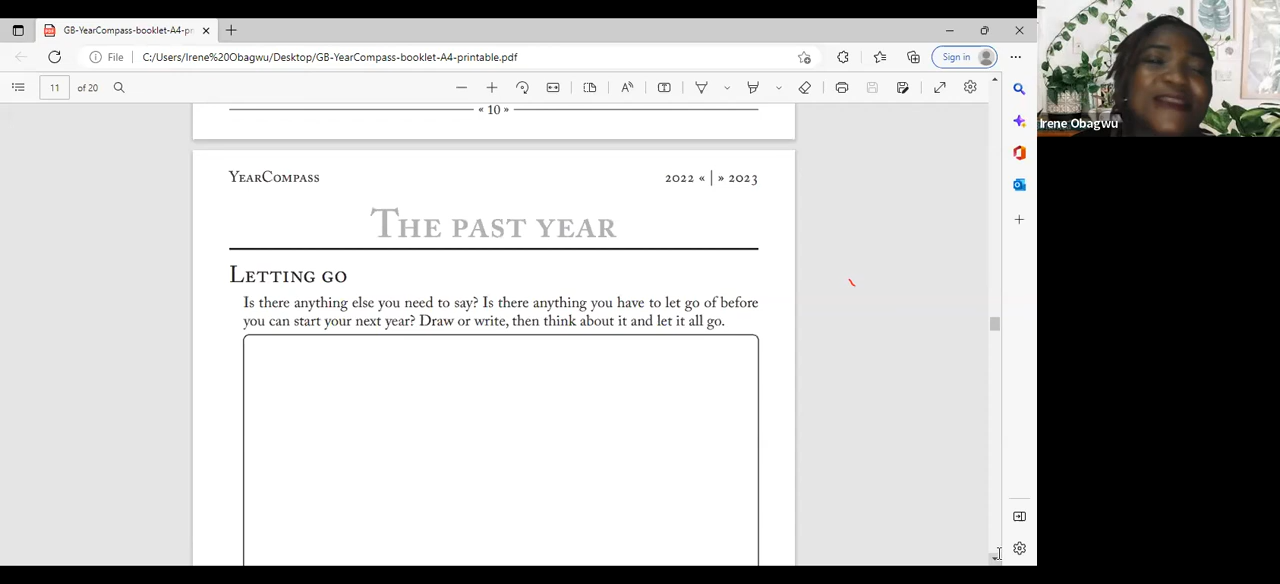 GB-YearCompass-booklet-A4-pr
File C:/Users/Irene%20Obagwu/Desktop/GB-YearCompass-booklet-A4-printable.pdf Sign in
11 of 20
« 10 »
YearCompass 2022 « | » 2023
The past year
Letting go
Is there anything else you need to say? Is there anything you have to let go of before
you can start your next year? Draw or write, then think about it and let it all go.
Irene Obagwu